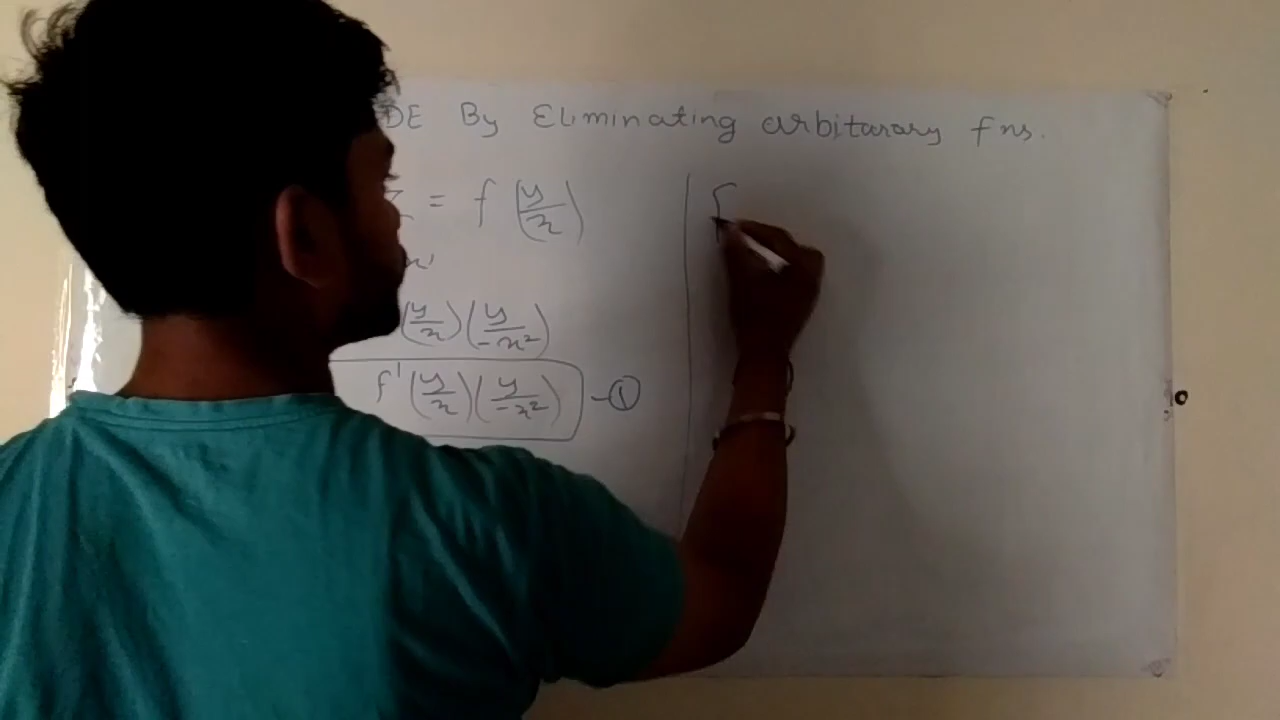 DE By Eliminating arbitarary fns.
z = f (y/x)
'x'
(y/x)(y/-x²)
f'(y/x)(y/-x²) -①